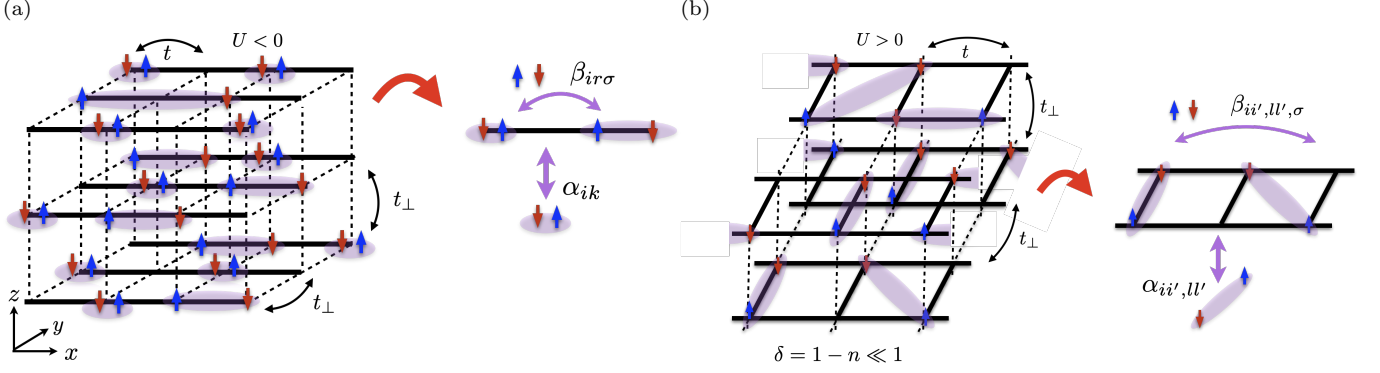 (a)
t
U < 0
β_{irσ}
α_{ik}
t_⊥
t_⊥
z
y
x
(b)
U > 0
t
t_⊥
t_⊥
δ = 1 − n ≪ 1
β_{ii′,ll′,σ}
α_{ii′,ll′}